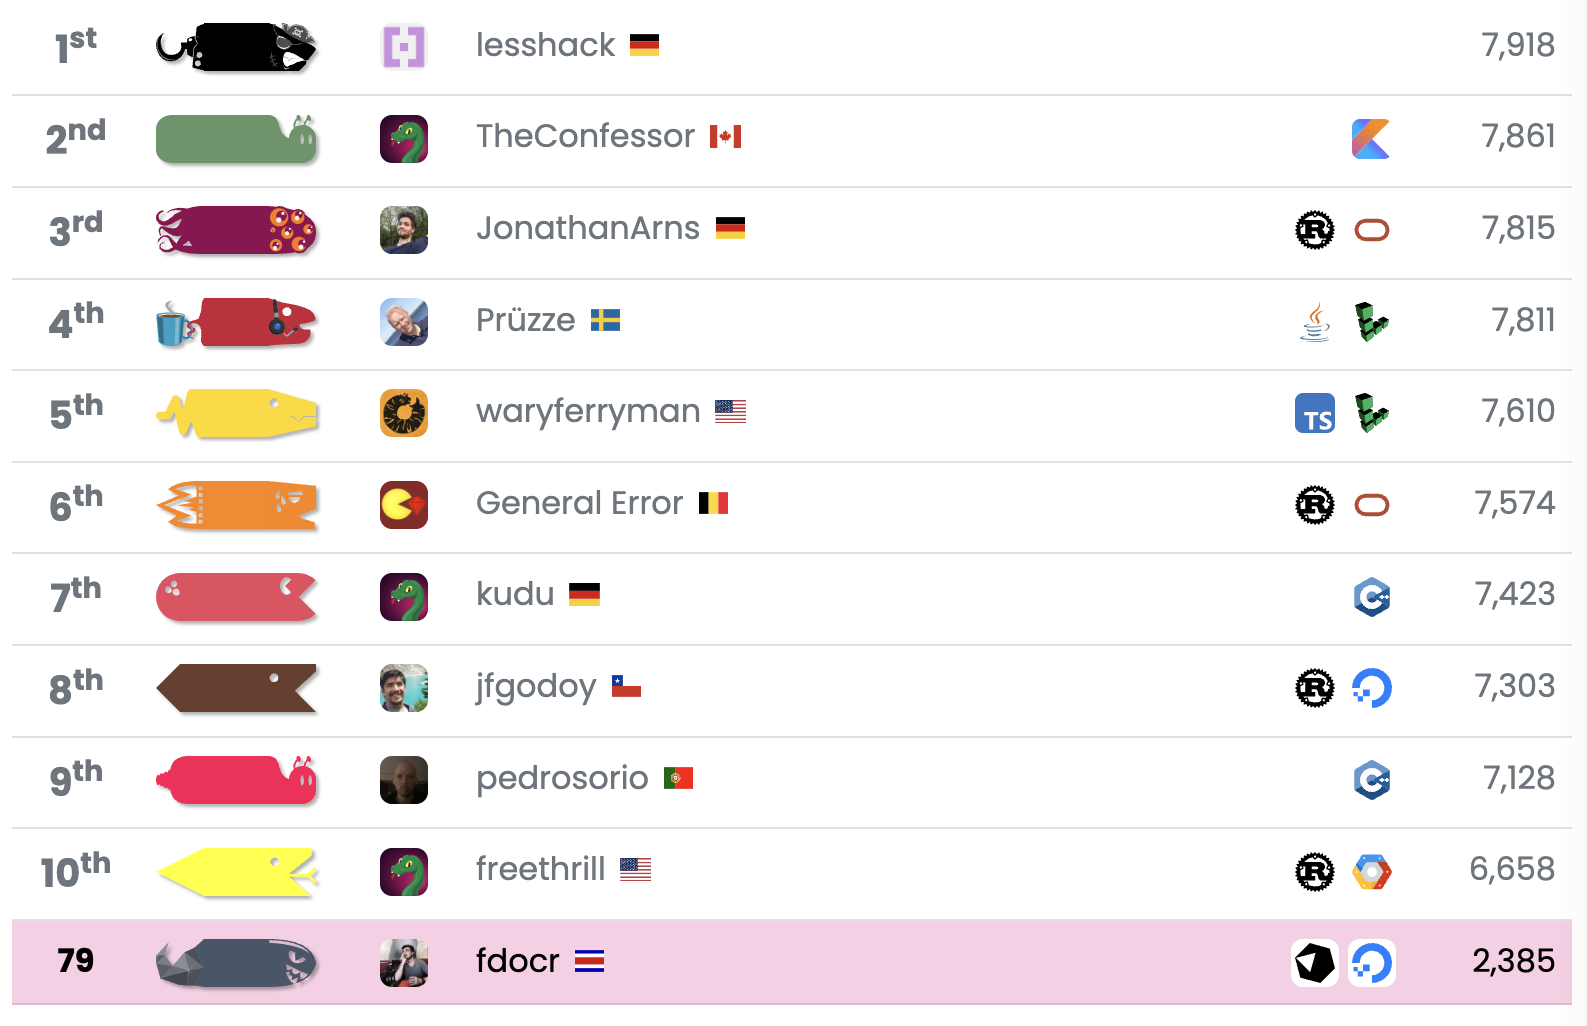 1st lesshack 7,918
2nd TheConfessor 7,861
3rd JonathanArns R 7,815
4th Prüzze 7,811
5th waryferryman TS 7,610
6th General Error R 7,574
7th kudu C++ 7,423
8th jfgodoy R 7,303
9th pedrosorio C++ 7,128
10th freethrill R 6,658
79 fdocr 2,385